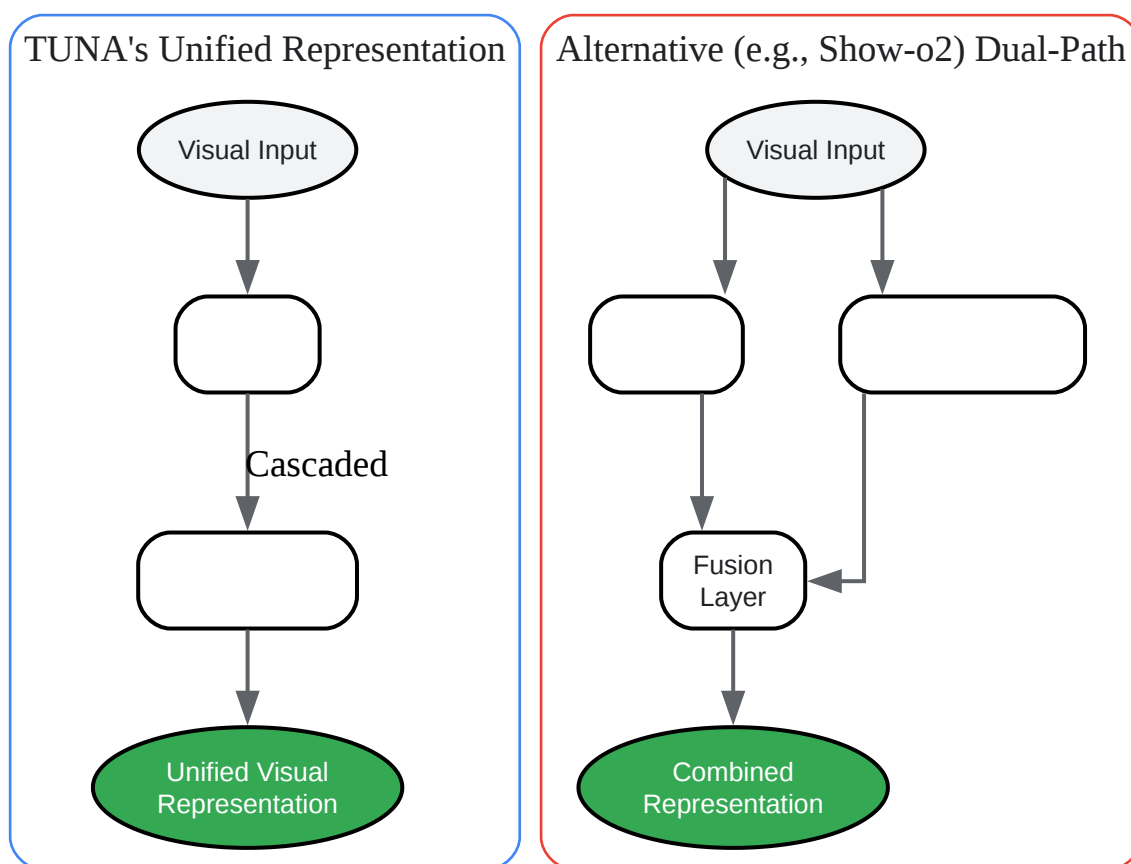 TUNA's Unified Representation
Visual Input
Cascaded
Unified Visual
Representation
Alternative (e.g., Show-o2) Dual-Path
Visual Input
Fusion
Layer
Combined
Representation